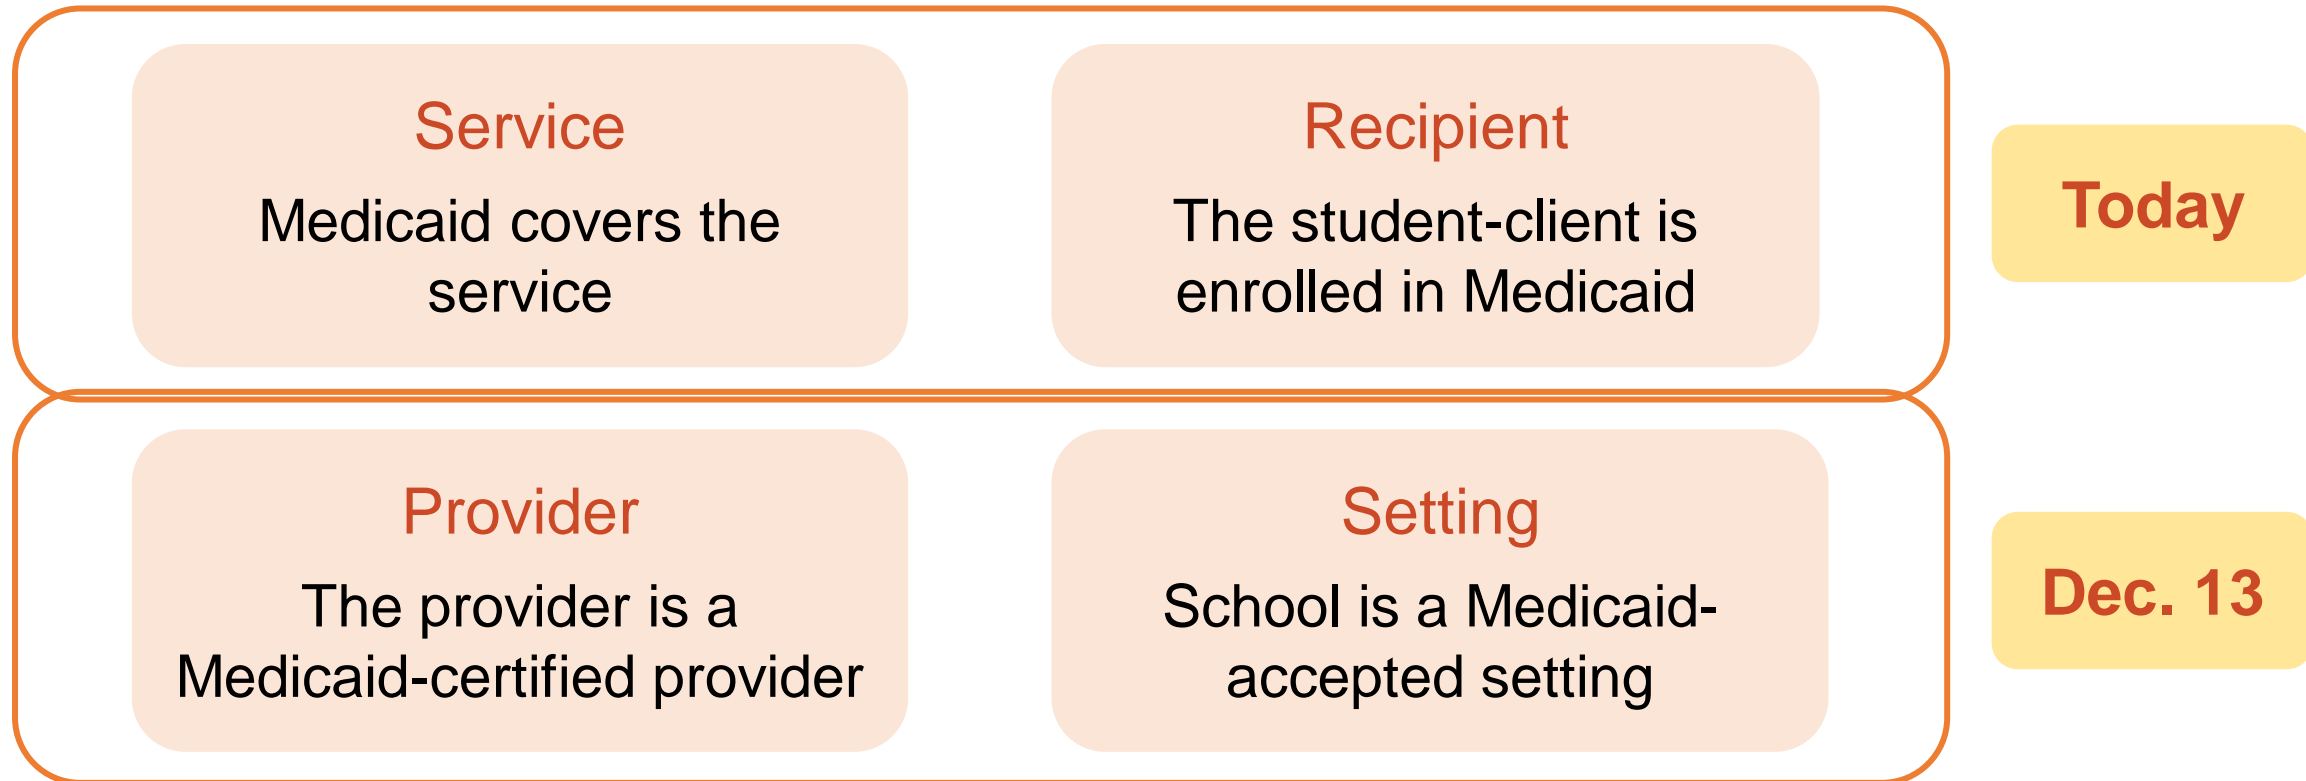 Service
Medicaid covers the
service
Recipient
The student-client is
enrolled in Medicaid
Today
Provider
The provider is a
Medicaid-certified provider
Setting
School is a Medicaid-
accepted setting
Dec. 13